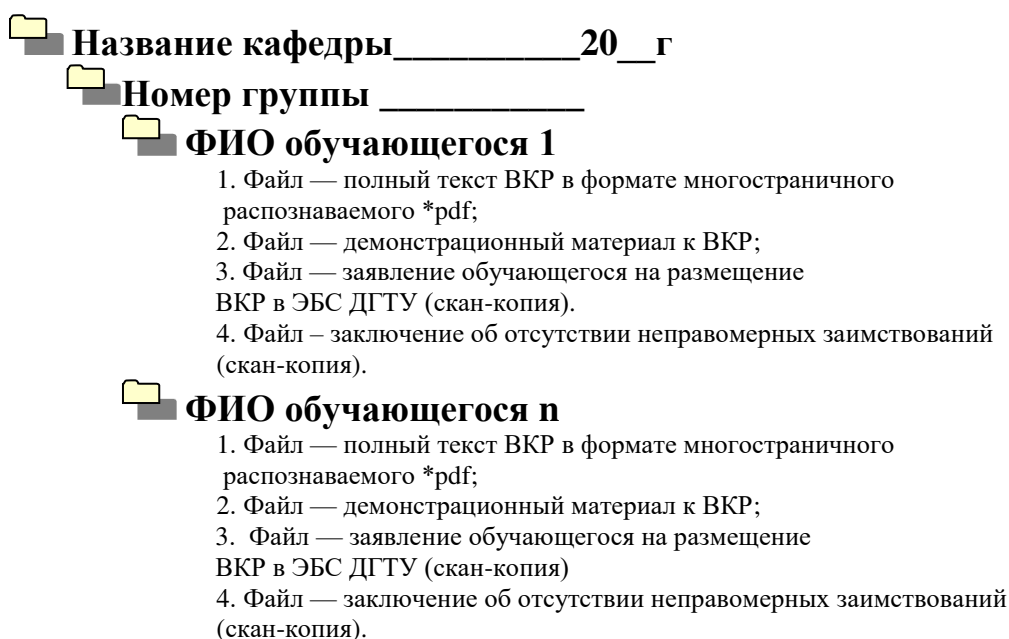 Название кафедры__________20__г
Номер группы ___________
ФИО обучающегося 1
1. Файл — полный текст ВКР в формате многостраничного
распознаваемого *pdf;
2. Файл — демонстрационный материал к ВКР;
3. Файл — заявление обучающегося на размещение
ВКР в ЭБС ДГТУ (скан-копия).
4. Файл – заключение об отсутствии неправомерных заимствований
(скан-копия).
ФИО обучающегося n
1. Файл — полный текст ВКР в формате многостраничного
распознаваемого *pdf;
2. Файл — демонстрационный материал к ВКР;
3. Файл — заявление обучающегося на размещение
ВКР в ЭБС ДГТУ (скан-копия)
4. Файл — заключение об отсутствии неправомерных заимствований
(скан-копия).